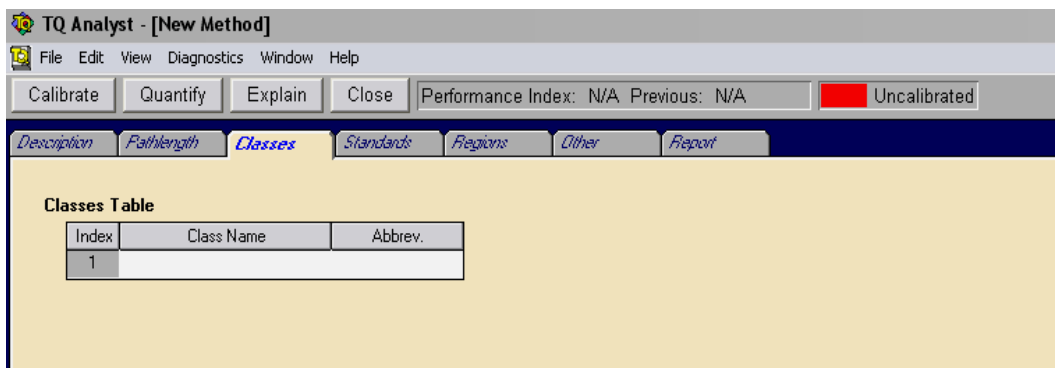 TQ Analyst - [New Method]
File Edit View Diagnostics Window Help
Calibrate Quantify Explain Close Performance Index: N/A Previous: N/A Uncalibrated
Description Pathlength Classes Standards Regions Other Report
Classes Table
Index Class Name Abbrev.
1